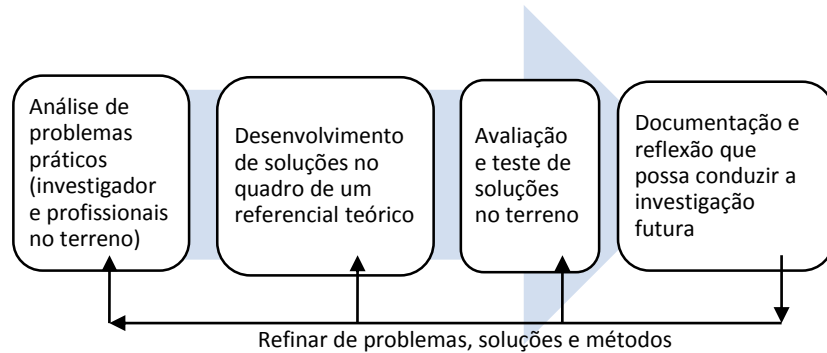 Análise de
problemas
práticos
(investigador
e profissionais
no terreno)
Desenvolvimento
de soluções no
quadro de um
referencial teórico
Avaliação
e teste de
soluções
no terreno
Documentação e
reflexão que
possa conduzir a
investigação
futura
Refinar de problemas, soluções e métodos